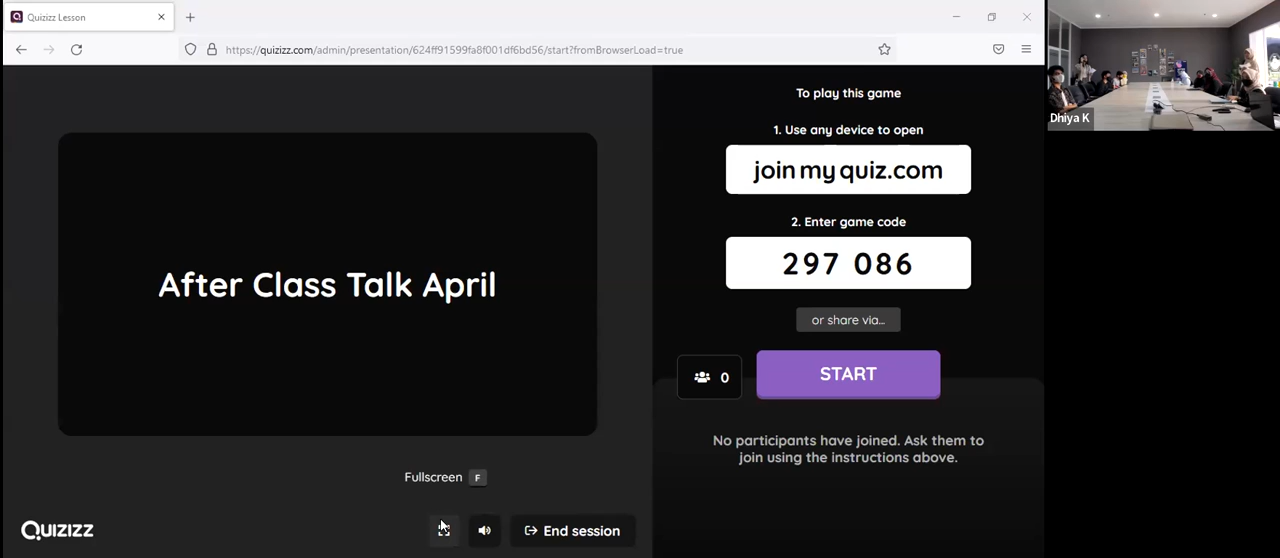 Quizizz Lesson
https://quizizz.com/admin/presentation/624ff91599fa8f001df6bd56/start?fromBrowserLoad=true
After Class Talk April
Fullscreen F
Quizizz
End session
To play this game
1. Use any device to open
joinmyquiz.com
2. Enter game code
297 086
or share via...
0
START
No participants have joined. Ask them to
join using the instructions above.
Dhiya K